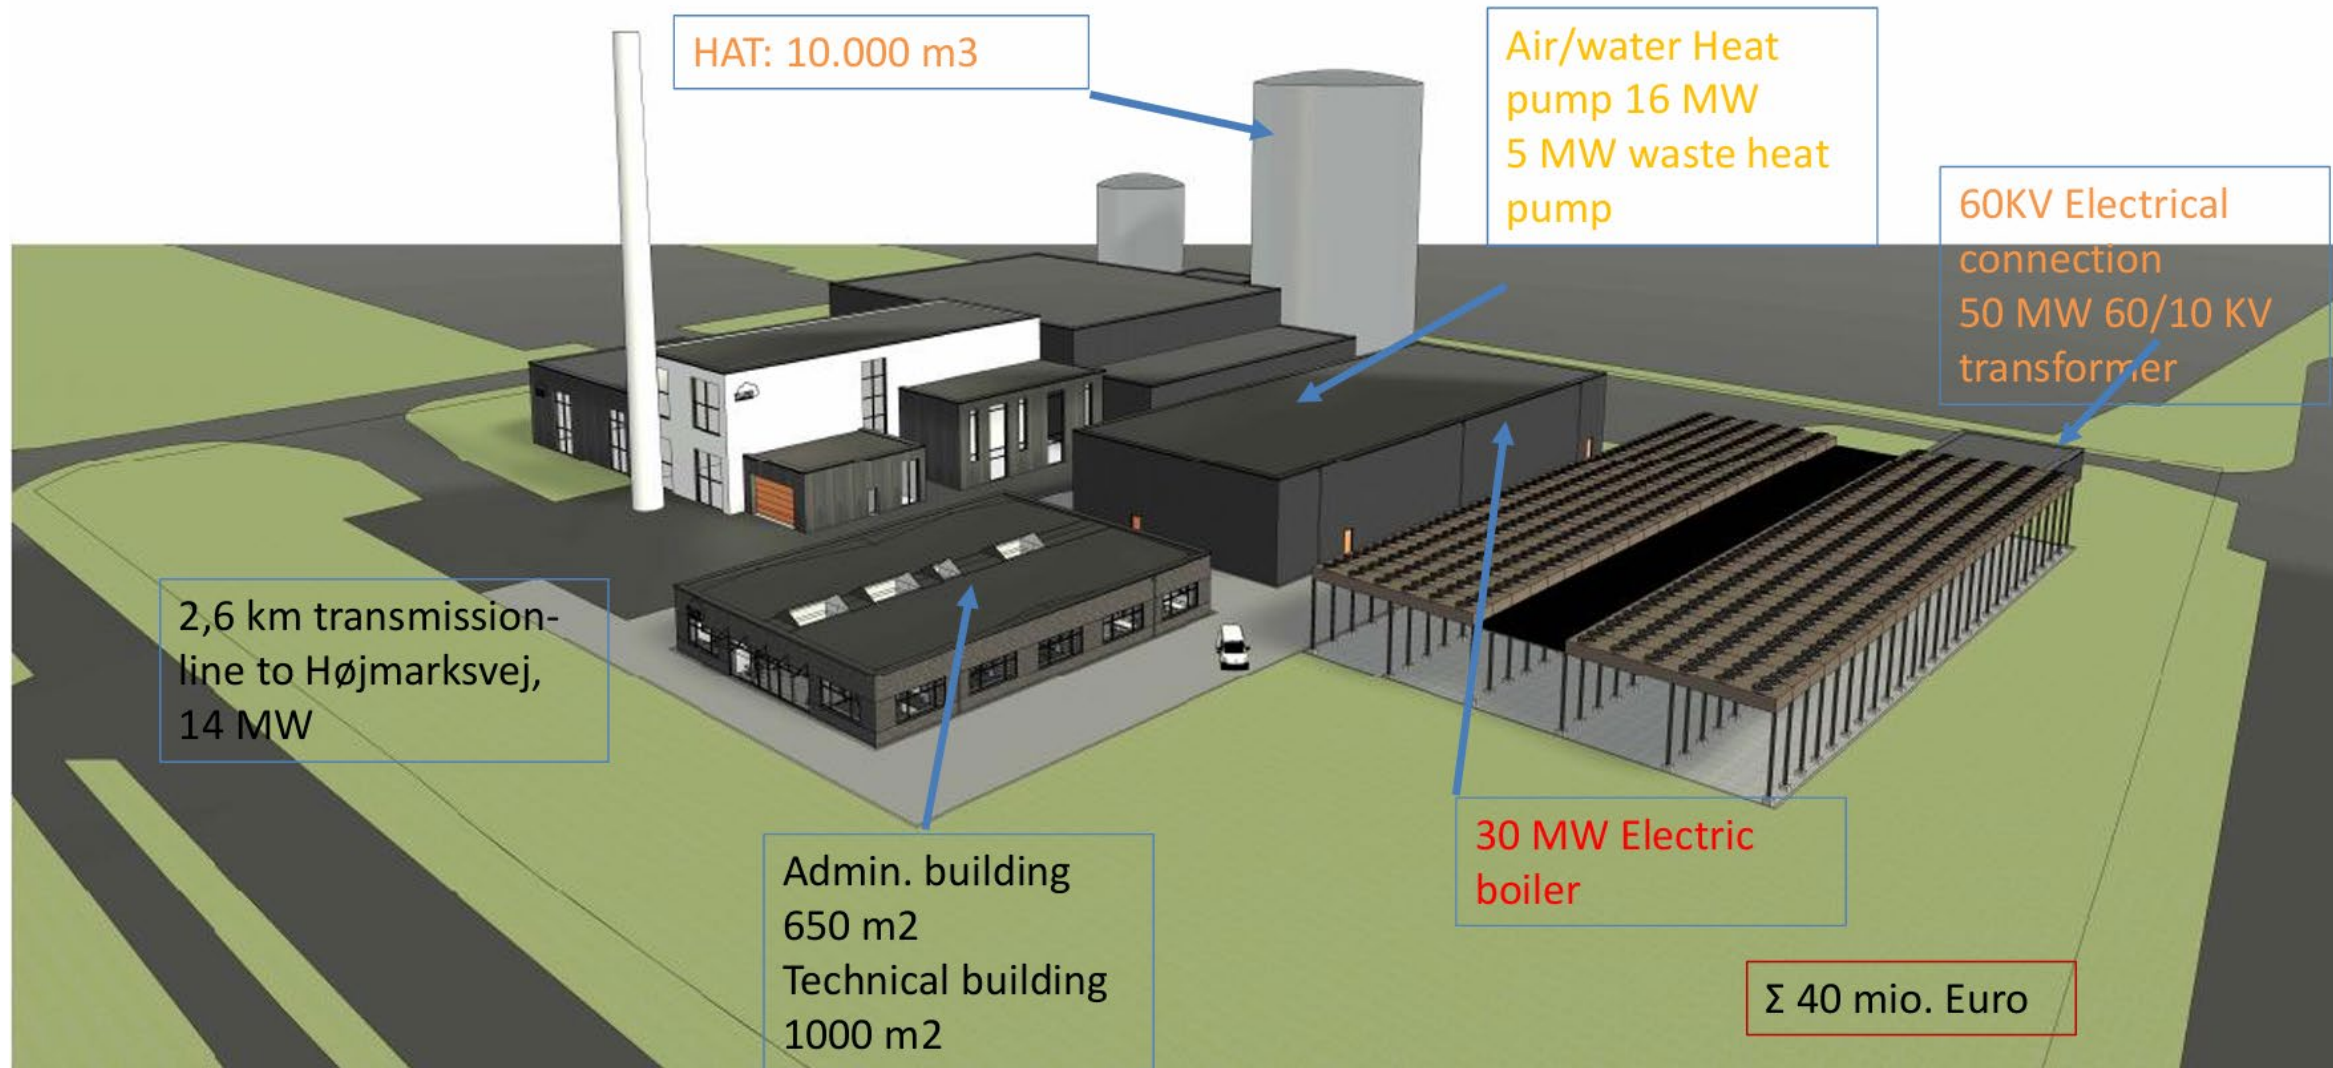 HAT: 10.000 m3
Air/water Heat
pump 16 MW
5 MW waste heat
pump
60KV Electrical
connection
50 MW 60/10 KV
transformer
2,6 km transmission-
line to Højmarksvej,
14 MW
Admin. building
650 m2
Technical building
1000 m2
30 MW Electric
boiler
Σ 40 mio. Euro